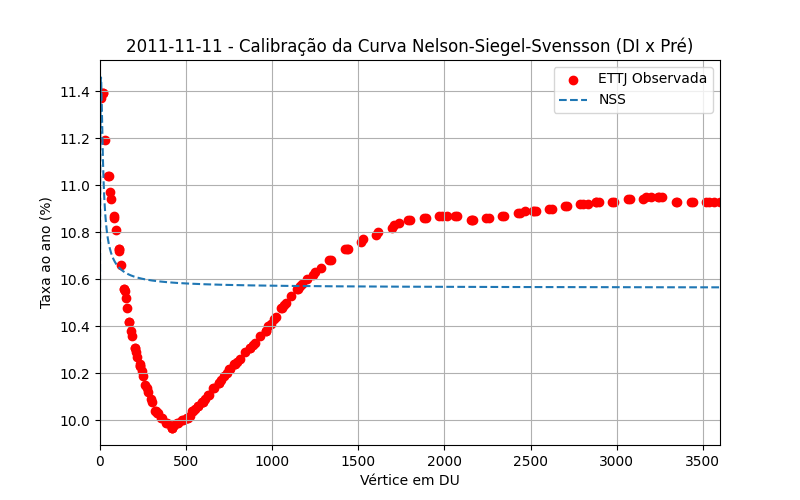 2011-11-11 - Calibração da Curva Nelson-Siegel-Svensson (DI x Pré)
ETTJ Observada
NSS
Taxa ao ano (%)
11.4
11.2
11.0
10.8
10.6
10.4
10.2
10.0
0 500 1000 1500 2000 2500 3000 3500
Vértice em DU